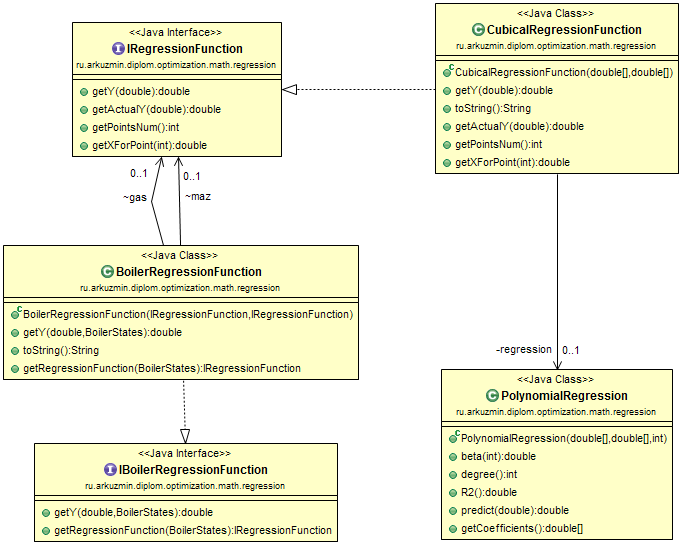 <<Java Interface>>
IRegressionFunction
ru.arkuzmin.diplom.optimization.math.regression
getY(double):double
getActualY(double):double
getPointsNum():int
getXForPoint(int):double
<<Java Class>>
CubicalRegressionFunction
ru.arkuzmin.diplom.optimization.math.regression
CubicalRegressionFunction(double[],double[])
getY(double):double
toString():String
getActualY(double):double
getPointsNum():int
getXForPoint(int):double
0..1
~gas
0..1
~maz
<<Java Class>>
BoilerRegressionFunction
ru.arkuzmin.diplom.optimization.math.regression
BoilerRegressionFunction(IRegressionFunction,IRegressionFunction)
getY(double,BoilerStates):double
toString():String
getRegressionFunction(BoilerStates):IRegressionFunction
-regression 0..1
<<Java Class>>
PolynomialRegression
ru.arkuzmin.diplom.optimization.math.regression
PolynomialRegression(double[],double[],int)
beta(int):double
degree():int
R2():double
predict(double):double
getCoefficients():double[]
<<Java Interface>>
IBoilerRegressionFunction
ru.arkuzmin.diplom.optimization.math.regression
getY(double,BoilerStates):double
getRegressionFunction(BoilerStates):IRegressionFunction